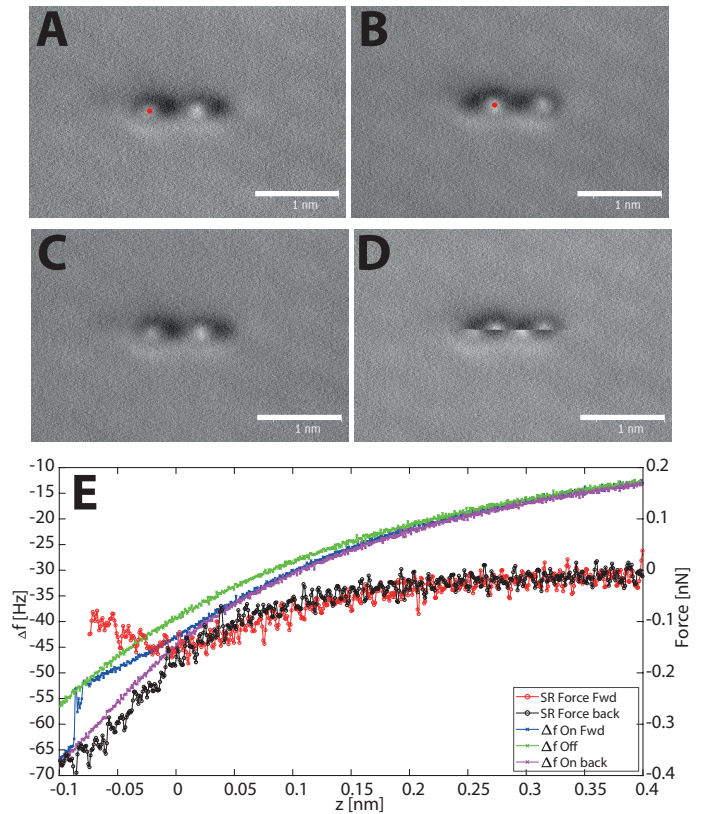 A
B
1 nm
1 nm
C
D
1 nm
1 nm
E
-10
-15
-20
-25
-30
-35
-40
-45
-50
-55
-60
-65
-70
Δf [Hz]
0.2
0.1
0
-0.1
-0.2
-0.3
-0.4
Force [nN]
SR Force Fwd
SR Force back
Δf On Fwd
Δf Off
Δf On back
-0.1
-0.05
0
0.05
0.1
0.15
0.2
0.25
0.3
0.35
0.4
z [nm]